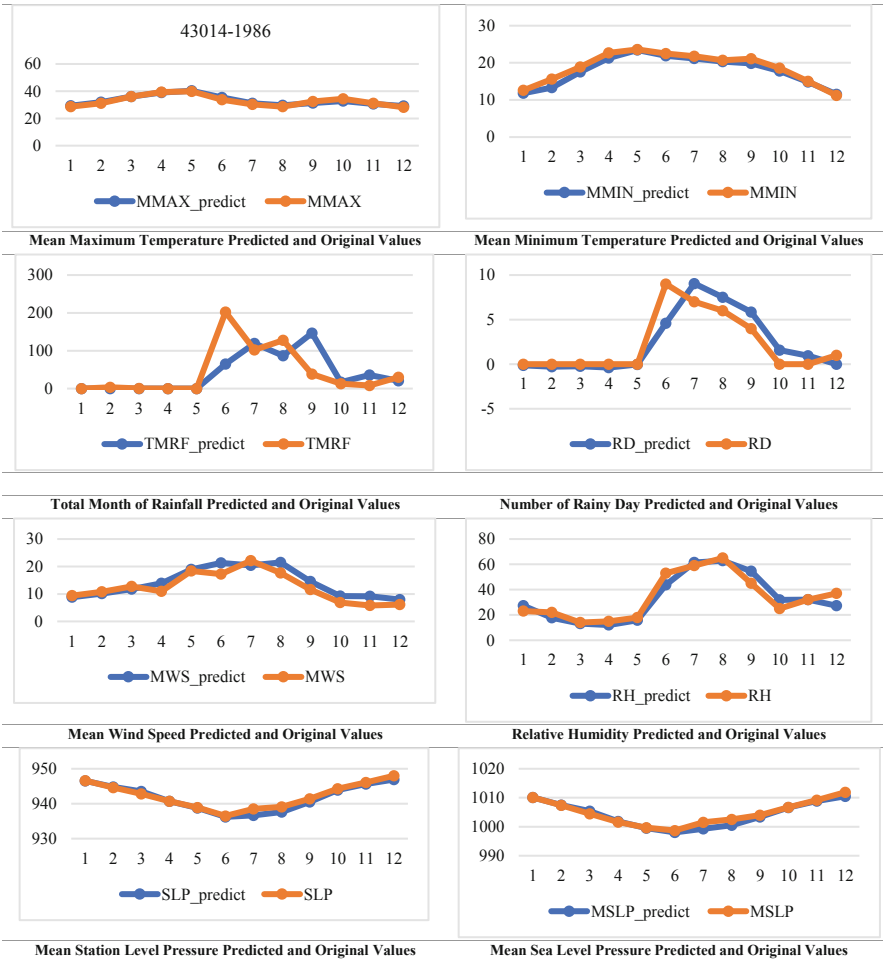 43014-1986
60
40
20
0
1 2 3 4 5 6 7 8 9 10 11 12
MMAX_predict MMAX
30
20
10
0
1 2 3 4 5 6 7 8 9 10 11 12
MMIN_predict MMIN
Mean Maximum Temperature Predicted and Original Values
Mean Minimum Temperature Predicted and Original Values
300
200
100
0
1 2 3 4 5 6 7 8 9 10 11 12
TMRF_predict TMRF
10
5
0
1 2 3 4 5 6 7 8 9 10 11 12
-5
RD_predict RD
Total Month of Rainfall Predicted and Original Values
Number of Rainy Day Predicted and Original Values
30
20
10
0
1 2 3 4 5 6 7 8 9 10 11 12
MWS_predict MWS
80
60
40
20
0
1 2 3 4 5 6 7 8 9 10 11 12
RH_predict RH
Mean Wind Speed Predicted and Original Values
Relative Humidity Predicted and Original Values
950
940
930
1 2 3 4 5 6 7 8 9 10 11 12
SLP_predict SLP
1020
1010
1000
990
1 2 3 4 5 6 7 8 9 10 11 12
MSLP_predict MSLP
Mean Station Level Pressure Predicted and Original Values
Mean Sea Level Pressure Predicted and Original Values